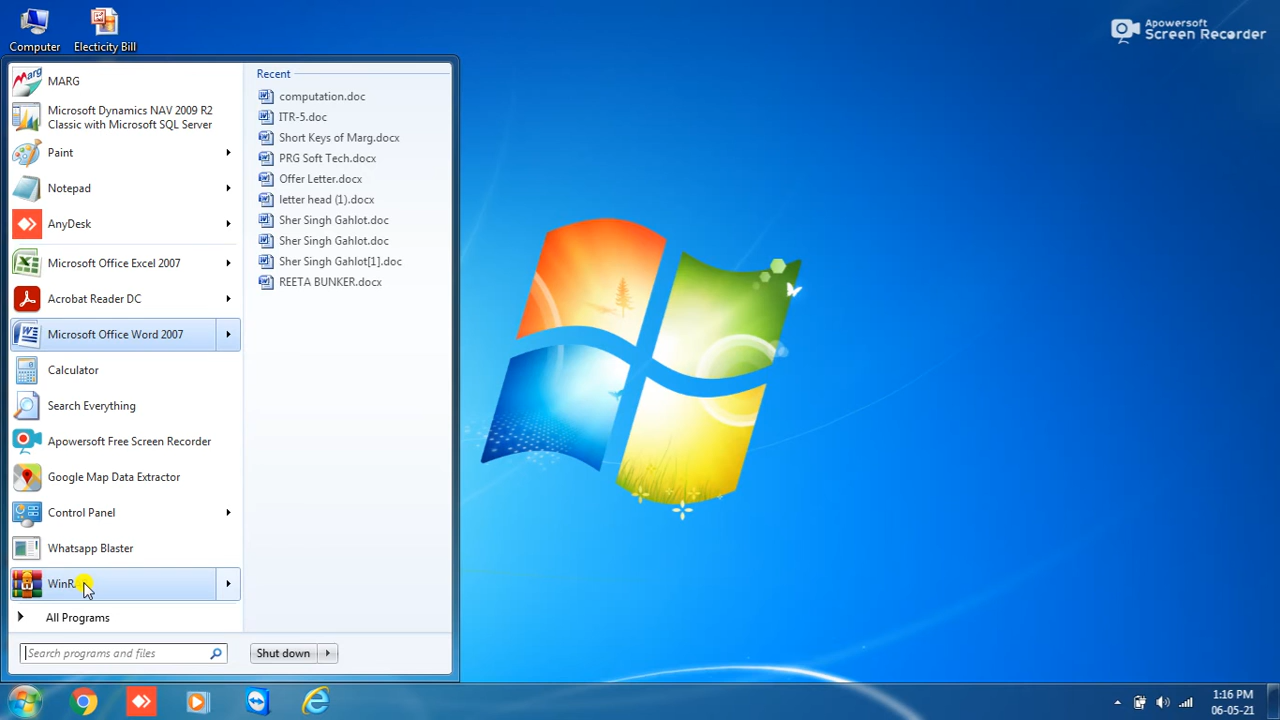 Computer
Electicity Bill
Apowersoft
Screen Recorder
Marg
MARG
Microsoft Dynamics NAV 2009 R2
Classic with Microsoft SQL Server
Paint
Notepad
AnyDesk
Microsoft Office Excel 2007
Acrobat Reader DC
Microsoft Office Word 2007
Calculator
Search Everything
Apowersoft Free Screen Recorder
Google Map Data Extractor
Control Panel
Whatsapp Blaster
All Programs
Search programs and files
Shut down
Recent
computation.doc
ITR-5.doc
Short Keys of Marg.docx
PRG Soft Tech.docx
Offer Letter.docx
letter head (1).docx
Sher Singh Gahlot.doc
Sher Singh Gahlot.doc
Sher Singh Gahlot[1].doc
REETA BUNKER.docx
1:16 PM
06-05-21